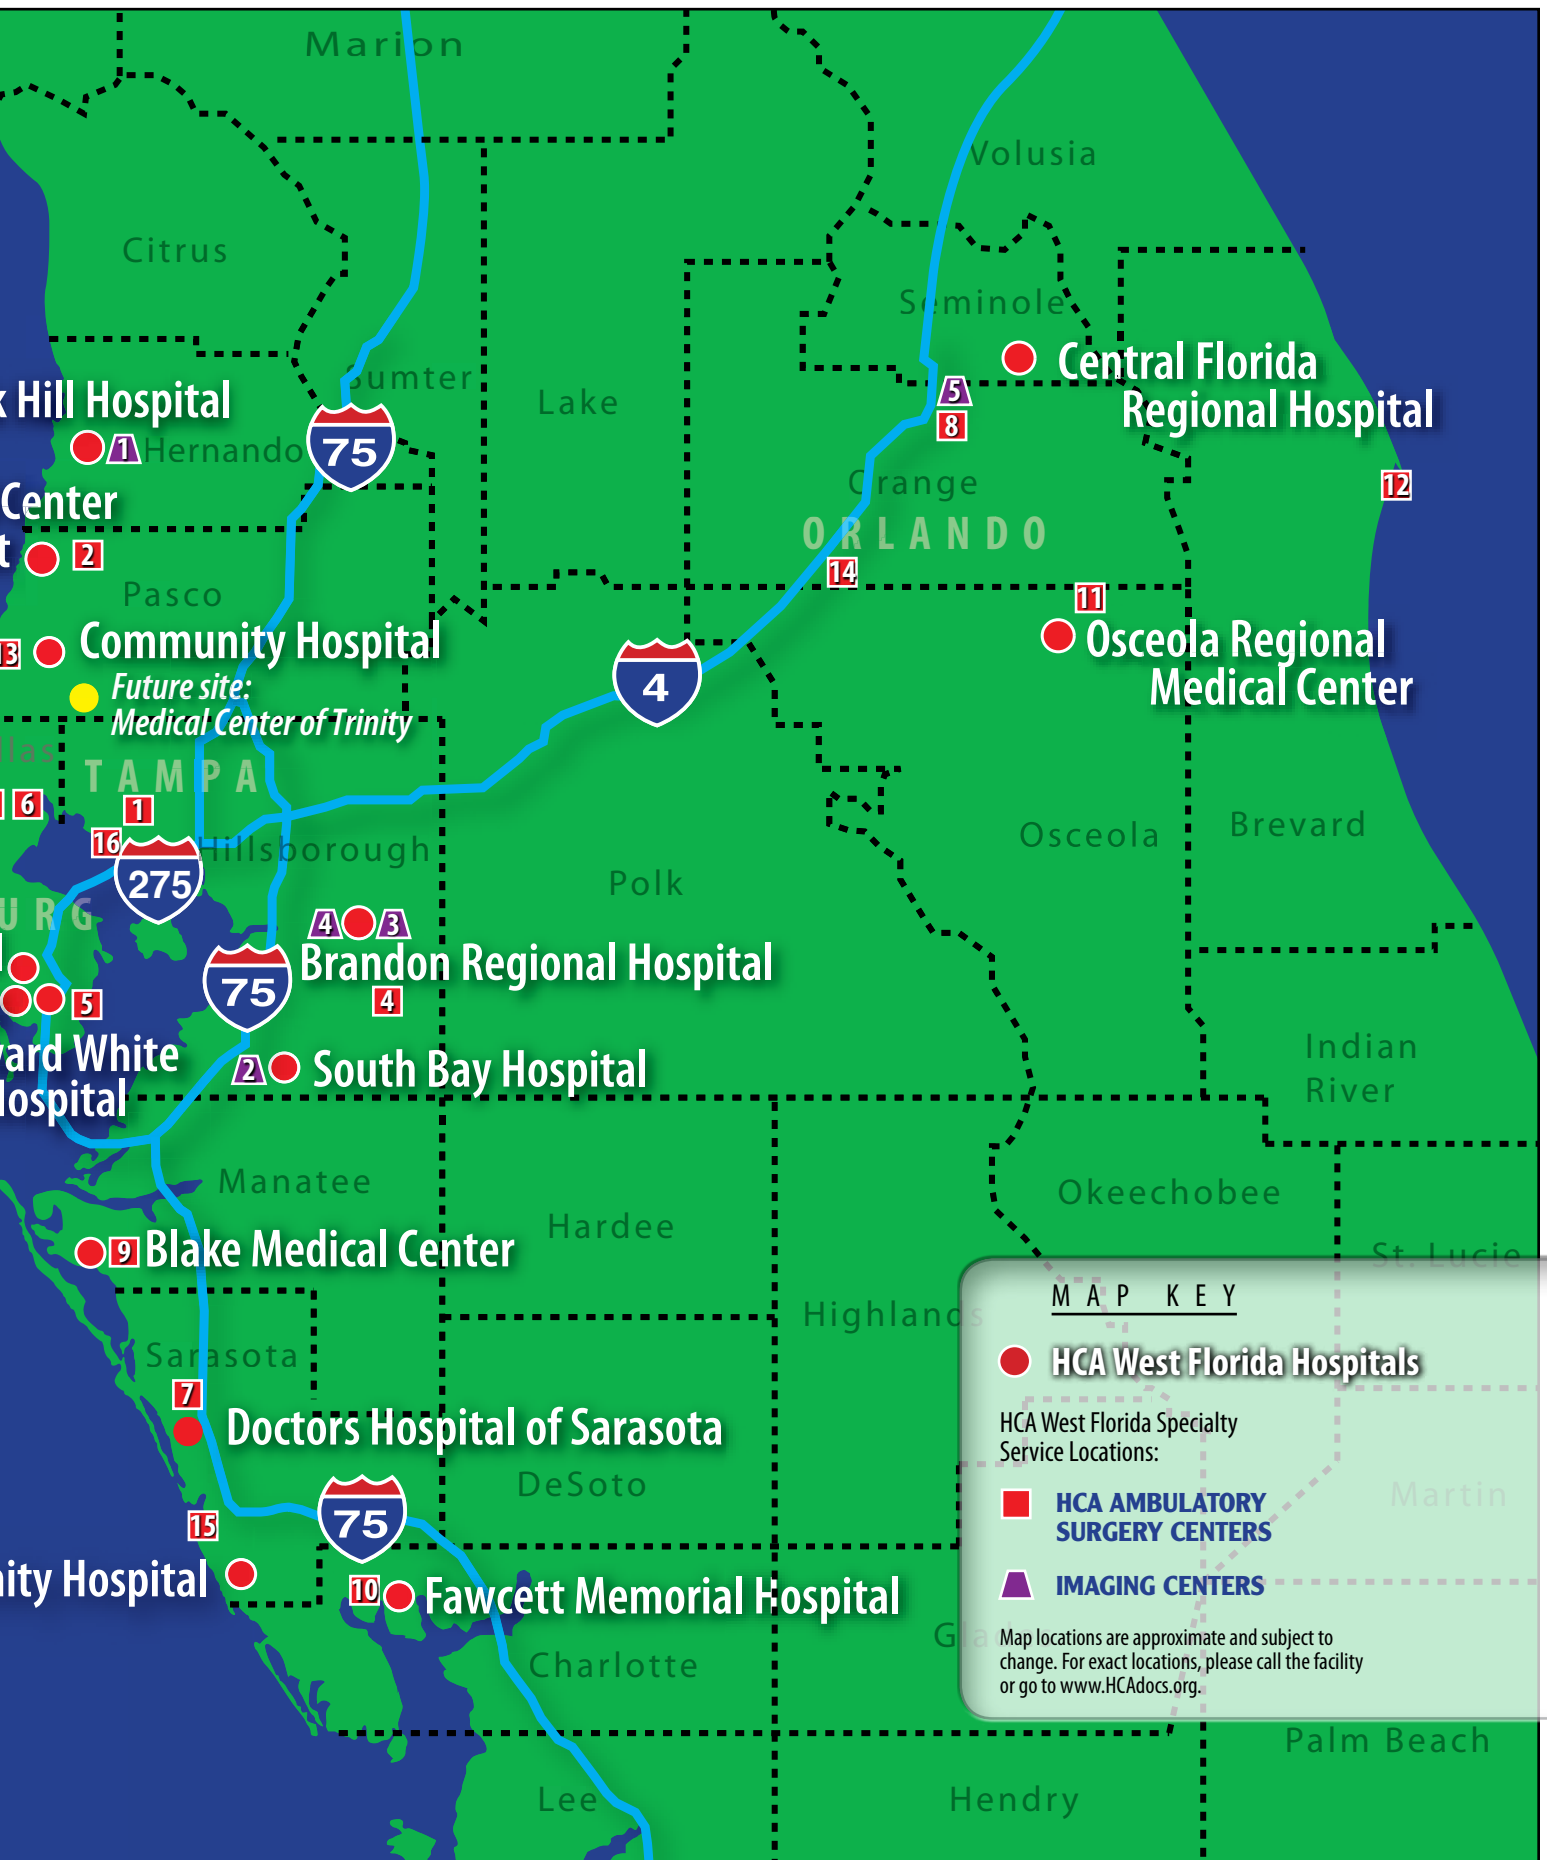 Marion
Volusia
Citrus
Seminole
Central Florida
Regional Hospital
Sumter
Lake
5
8
Hill Hospital
1
Hernando
75
Orange
12
Center
ORLANDO
2
14
Pasco
11
Community Hospital
13
Osceola Regional
Medical Center
4
Future site:
Medical Center of Trinity
TAMPA
6
1
16
Hillsborough
275
Osceola
Brevard
Polk
4
3
Brandon Regional Hospital
75
4
5
South Bay Hospital
2
White
Indian
River
Manatee
Okeechobee
Hardee
9
Blake Medical Center
St. Lucie
Highlands
MAP KEY
HCA West Florida Hospitals
Sarasota
7
Doctors Hospital of Sarasota
HCA West Florida Specialty
Service Locations:
DeSoto
Martin
HCA AMBULATORY
SURGERY CENTERS
75
15
Hospital
10
Fawcett Memorial Hospital
IMAGING CENTERS
Map locations are approximate and subject to
change. For exact locations, please call the facility
or go to www.HCAdocs.org.
Charlotte
Palm Beach
Lee
Hendry